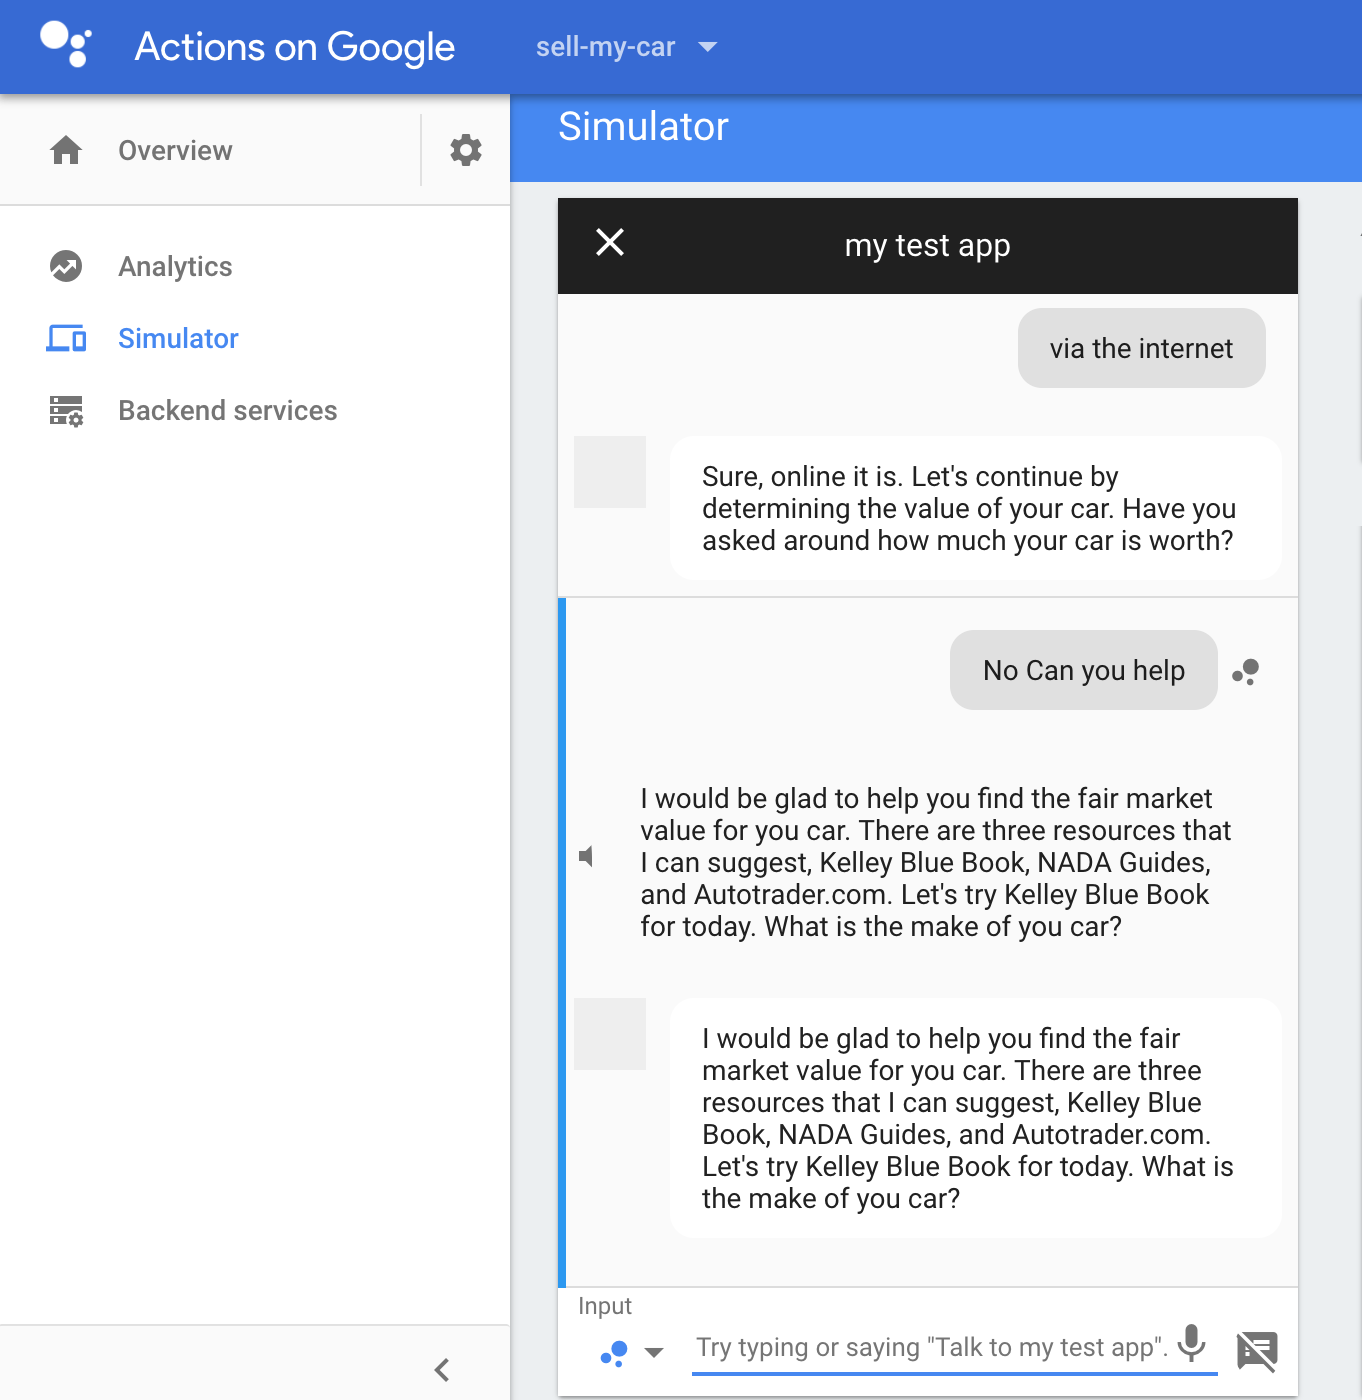 Actions on Google
sell-my-car
Overview
Simulator
Analytics
Simulator
Backend services
my test app
via the internet
Sure, online it is. Let's continue by
determining the value of your car. Have you
asked around how much your car is worth?
No Can you help
I would be glad to help you find the fair market
value for you car. There are three resources that
I can suggest, Kelley Blue Book, NADA Guides,
and Autotrader.com. Let's try Kelley Blue Book
for today. What is the make of you car?
I would be glad to help you find the fair
market value for you car. There are three
resources that I can suggest, Kelley Blue
Book, NADA Guides, and Autotrader.com.
Let's try Kelley Blue Book for today. What is
the make of you car?
Input
Try typing or saying "Talk to my test app".